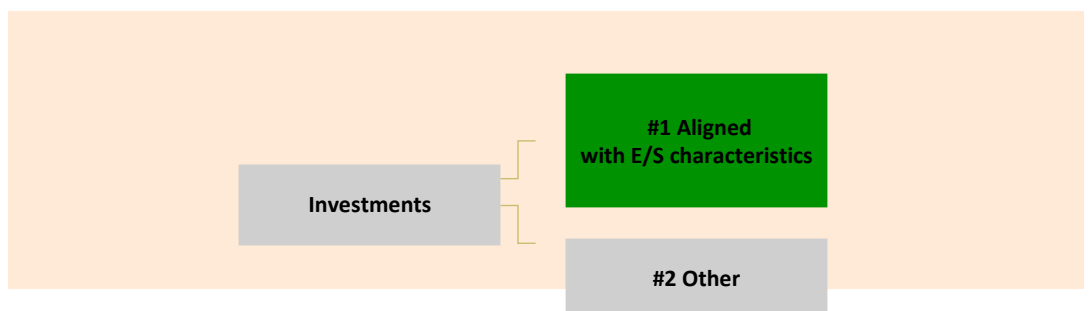 #1 Aligned
with E/S characteristics
Investments
#2 Other